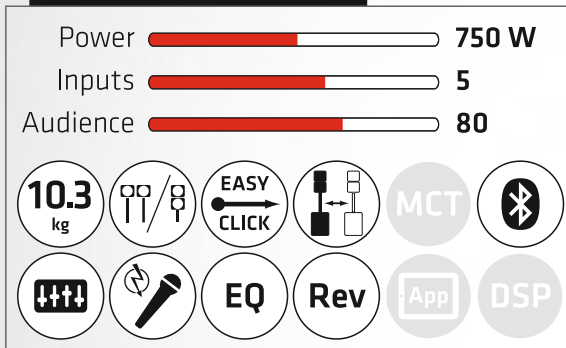 Power 750 W
Inputs 5
Audience 80
10.3 kg
EASY CLICK
MCT
EQ
Rev
App
DSP